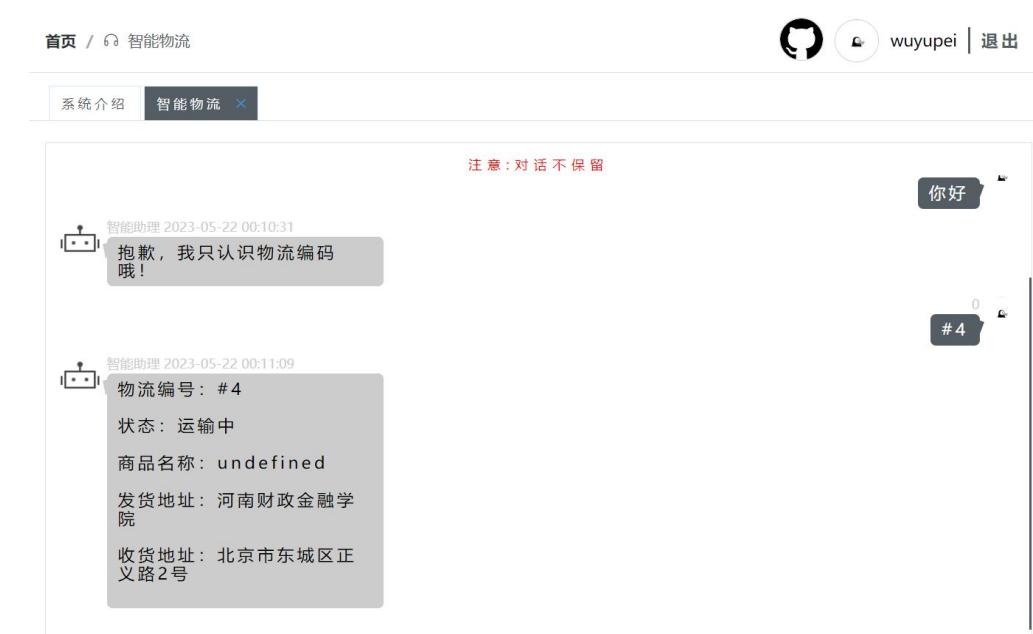 首页 / 智能物流
wuyupei | 退出
系统介绍
智能物流 ×
注意:对话不保留
你好
智能助理 2023-05-22 00:10:31
抱歉，我只认识物流编码
哦！
0
#4
智能助理 2023-05-22 00:11:09
物流编号：#4
状态：运输中
商品名称：undefined
发货地址：河南财政金融学
院
收货地址：北京市东城区正
义路2号